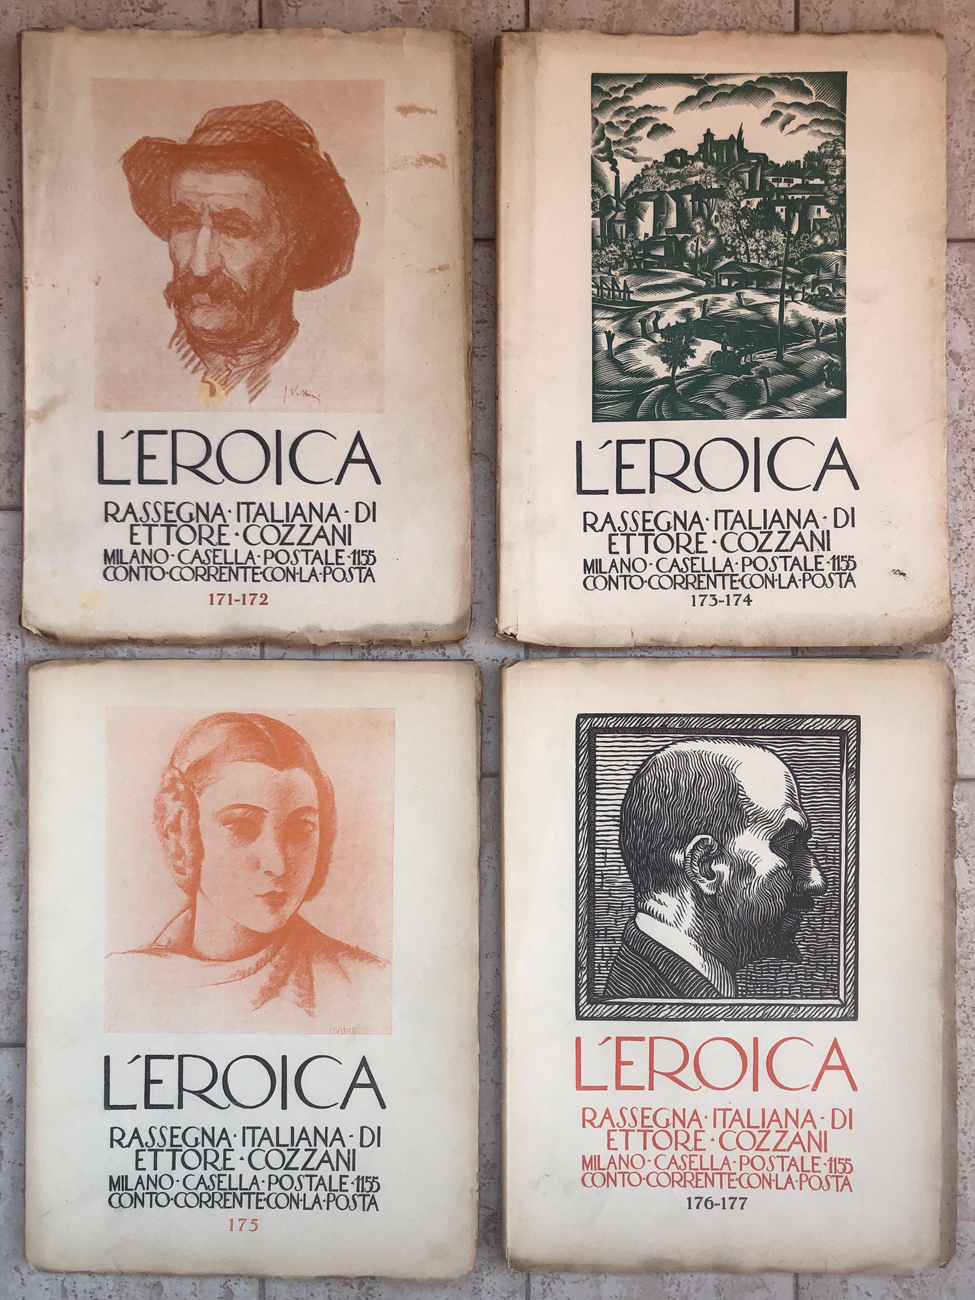 L'EROICA
RASSEGNA·ITALIANA·DI
ETTORE·COZZANI
MILANO·CASELLA·POSTALE·1155
CONTO·CORRENTE·CON·LA·POSTA
171-172
L'EROICA
RASSEGNA·ITALIANA·DI
ETTORE·COZZANI
MILANO·CASELLA·POSTALE·1155
CONTO·CORRENTE·CON·LA·POSTA
173-174
L'EROICA
RASSEGNA·ITALIANA·DI
ETTORE·COZZANI
MILANO·CASELLA·POSTALE·1155
CONTO·CORRENTE·CON·LA·POSTA
175
L'EROICA
RASSEGNA·ITALIANA·DI
ETTORE·COZZANI
MILANO·CASELLA·POSTALE·1155
CONTO·CORRENTE·CON·LA·POSTA
176-177